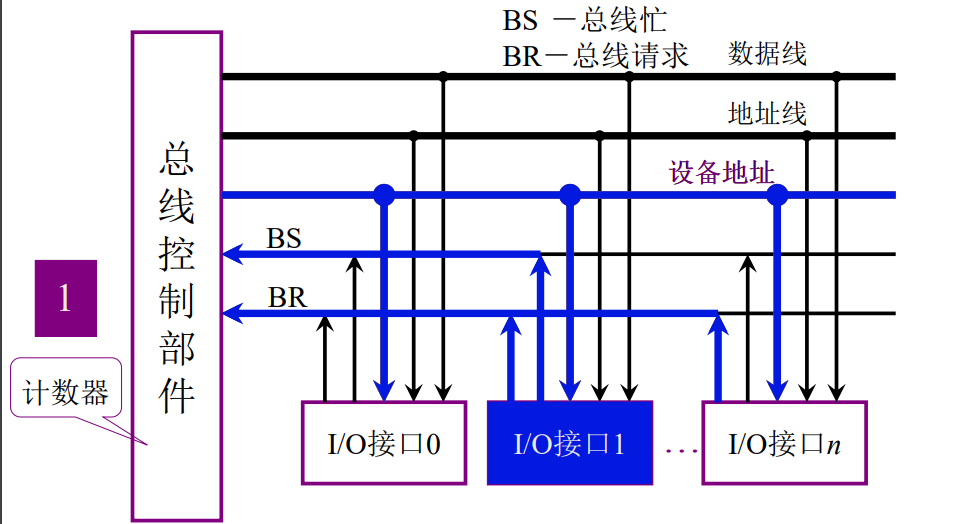 BS －总线忙
BR－总线请求
数据线
地址线
设备地址
BS
BR
总线控制部件
1
计数器
I/O接口0
I/O接口1
…
I/O接口n